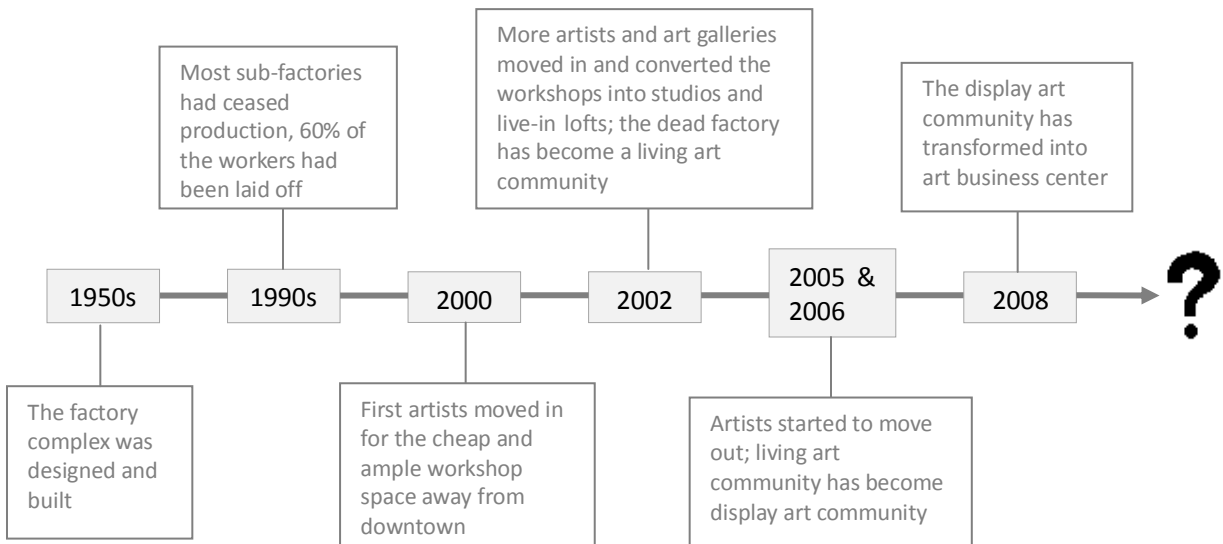 Most sub-factories
had ceased
production, 60% of
the workers had
been laid off
More artists and art galleries
moved in and converted the
workshops into studios and
live-in lofts; the dead factory
has become a living art
community
The display art
community has
transformed into
art business center
1950s
1990s
2000
2002
2005 &
2006
2008
?
The factory
complex was
designed and
built
First artists moved in
for the cheap and
ample workshop
space away from
downtown
Artists started to move
out; living art
community has become
display art community